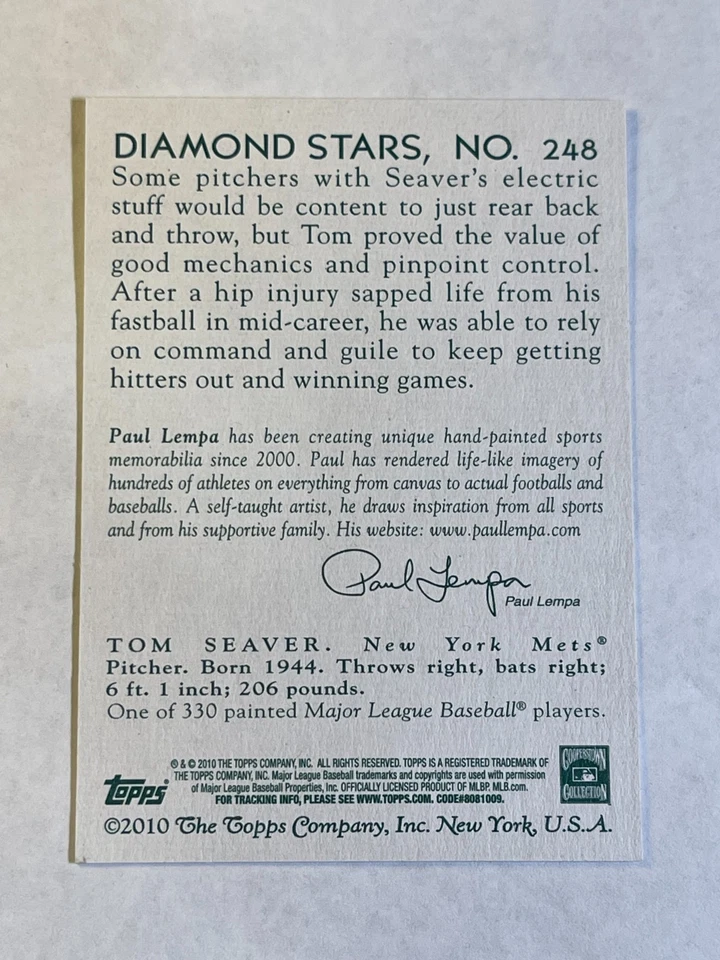 DIAMOND STARS, NO. 248
Some pitchers with Seaver's electric
stuff would be content to just rear back
and throw, but Tom proved the value of
good mechanics and pinpoint control.
After a hip injury sapped life from his
fastball in mid-career, he was able to rely
on command and guile to keep getting
hitters out and winning games.
Paul Lempa has been creating unique hand-painted sports
memorabilia since 2000. Paul has rendered life-like imagery of
hundreds of athletes on everything from canvas to actual footballs and
baseballs. A self-taught artist, he draws inspiration from all sports
and from his supportive family. His website: www.paullempa.com
Paul Lempa
Paul Lempa
TOM SEAVER. New York Mets®
Pitcher. Born 1944. Throws right, bats right;
6 ft. 1 inch; 206 pounds.
One of 330 painted Major League Baseball® players.
® & © 2010 THE TOPPS COMPANY, INC. ALL RIGHTS RESERVED. TOPPS IS A REGISTERED TRADEMARK OF
THE TOPPS COMPANY, INC. Major League Baseball trademarks and copyrights are used with permission
of Major League Baseball Properties, Inc. OFFICIALLY LICENSED PRODUCT OF MLBP. MLB.com.
FOR TRACKING INFO, PLEASE SEE WWW.TOPPS.COM. CODE#8081009.
Topps
COOPERSTOWN
COLLECTION
©2010 The Topps Company, Inc. New York, U.S.A.